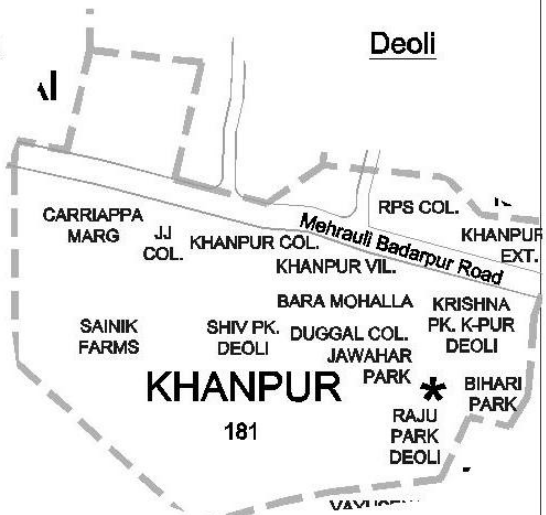 Deoli
RPS COL.
CARRIAPPA
MARG
JJ
COL.
KHANPUR COL.
Mehrauli Badarpur Road
KHANPUR
EXT.
KHANPUR VIL.
BARA MOHALLA
KRISHNA
PK. K-PUR
DEOLI
SAINIK
FARMS
SHIV PK.
DEOLI
DUGGAL COL.
JAWAHAR
PARK
KHANPUR
181
*
BIHARI
PARK
RAJU
PARK
DEOLI